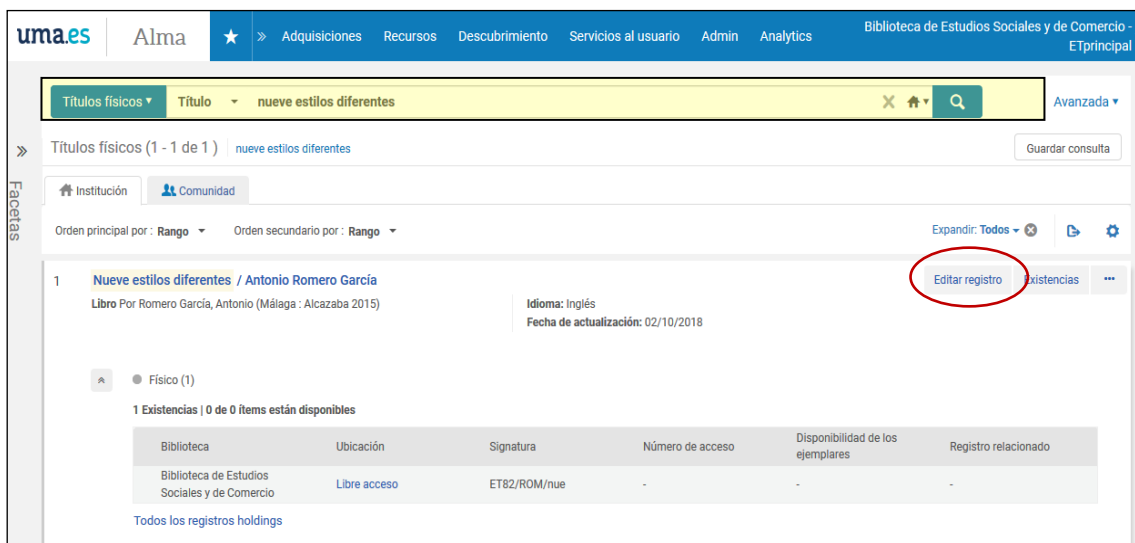 uma.es Alma ★ » Adquisiciones Recursos Descubrimiento Servicios al usuario Admin Analytics Biblioteca de Estudios Sociales y de Comercio -
ETprincipal
Títulos físicos Título nueve estilos diferentes Avanzada
Títulos físicos (1 - 1 de 1 ) nueve estilos diferentes Guardar consulta
» Facetas
Institución Comunidad
Orden principal por : Rango Orden secundario por : Rango Expandir: Todos
1 Nueve estilos diferentes / Antonio Romero García Editar registro Existencias ...
Libro Por Romero García, Antonio (Málaga : Alcazaba 2015) Idioma: Inglés
Fecha de actualización: 02/10/2018
Físico (1)
1 Existencias | 0 de 0 ítems están disponibles
Biblioteca Ubicación Signatura Número de acceso Disponibilidad de los ejemplares Registro relacionado
Biblioteca de Estudios Sociales y de Comercio Libre acceso ET82/ROM/nue - - -
Todos los registros holdings